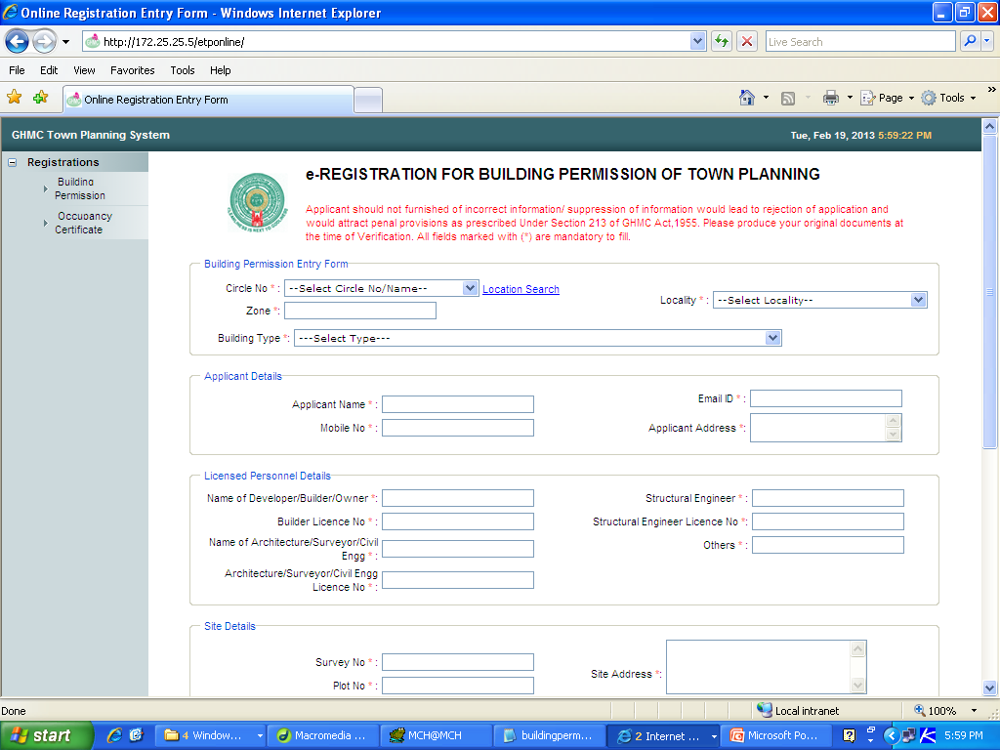 Online Registration Entry Form - Windows Internet Explorer
http://172.25.25.5/etponline/
Live Search
File Edit View Favorites Tools Help
Online Registration Entry Form
Page Tools
GHMC Town Planning System
Tue, Feb 19, 2013 5:59:22 PM
Registrations
Building
Permission
Occupancy
Certificate
e-REGISTRATION FOR BUILDING PERMISSION OF TOWN PLANNING
Applicant should not furnished of incorrect information/ suppression of information would lead to rejection of application and
would attract penal provisions as prescribed Under Section 213 of GHMC Act,1955. Please produce your original documents at
the time of Verification. All fields marked with (*) are mandatory to fill.
Building Permission Entry Form
Circle No * : --Select Circle No/Name-- Location Search
Locality * : --Select Locality--
Zone *:
Building Type *: ---Select Type---
Applicant Details
Applicant Name * :
Email ID * :
Mobile No * :
Applicant Address *:
Licensed Personnel Details
Name of Developer/Builder/Owner *:
Structural Engineer * :
Builder Licence No * :
Structural Engineer Licence No *:
Name of Architecture/Surveyor/Civil
Engg * :
Others * :
Architecture/Surveyor/Civil Engg
Licence No * :
Site Details
Survey No * :
Site Address *:
Plot No * :
Done
Local intranet
100%
start
4 Window...
Macromedia ...
MCH@MCH
buildingperm...
2 Internet ...
Microsoft Po...
5:59 PM